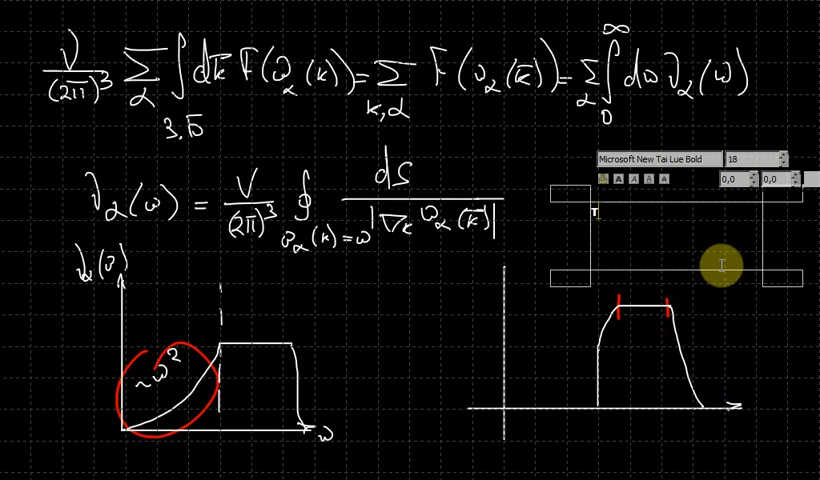 V/(2π)³ Σ_α ∫ dk̄ F(ω_α(k̄)) = Σ_{k,α} F(ω_α(k̄)) = Σ_α ∫_0^∞ dω ν_α(ω)
з.Б
ν_α(ω) = V/(2π)³ ∮_{ω_α(k)=ω} dS/|∇_k ω_α(k̄)|
Microsoft New Tai Lue Bold 18
A A A A A 0,0 0,0
T
~ω²
ω